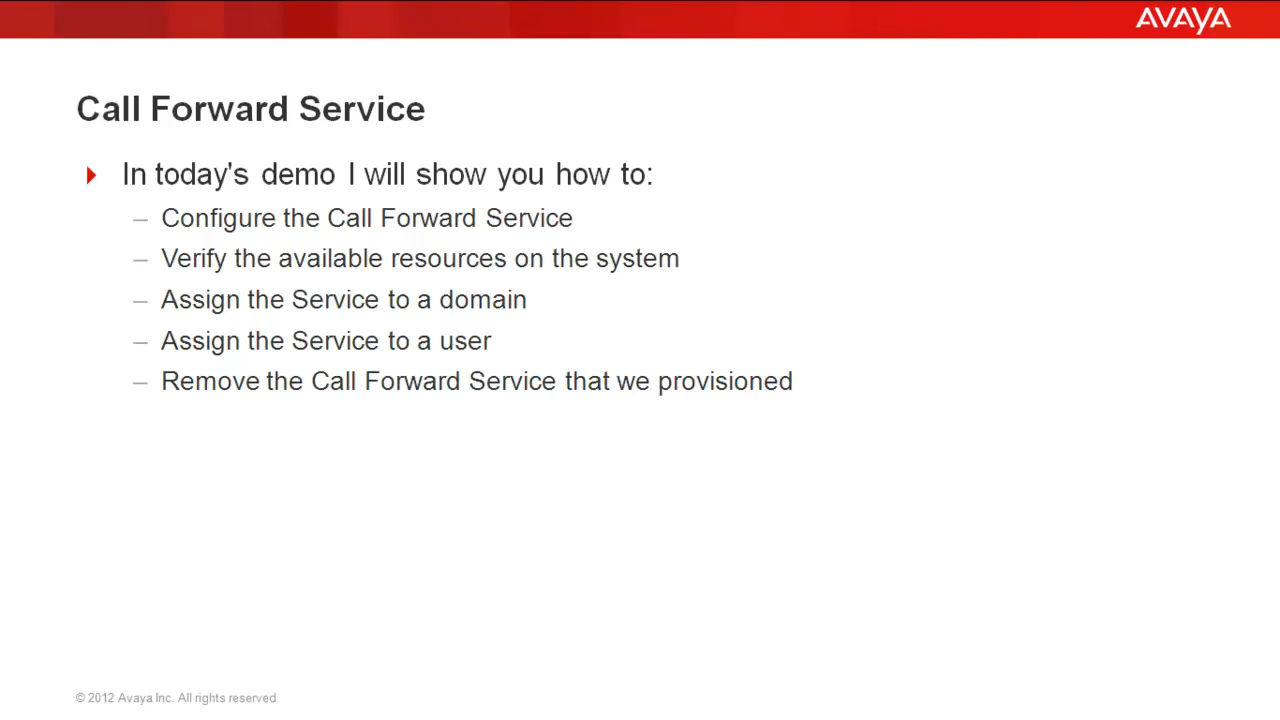 AVAYA
Call Forward Service
In today's demo I will show you how to:
– Configure the Call Forward Service
– Verify the available resources on the system
– Assign the Service to a domain
– Assign the Service to a user
– Remove the Call Forward Service that we provisioned
© 2012 Avaya Inc. All rights reserved.